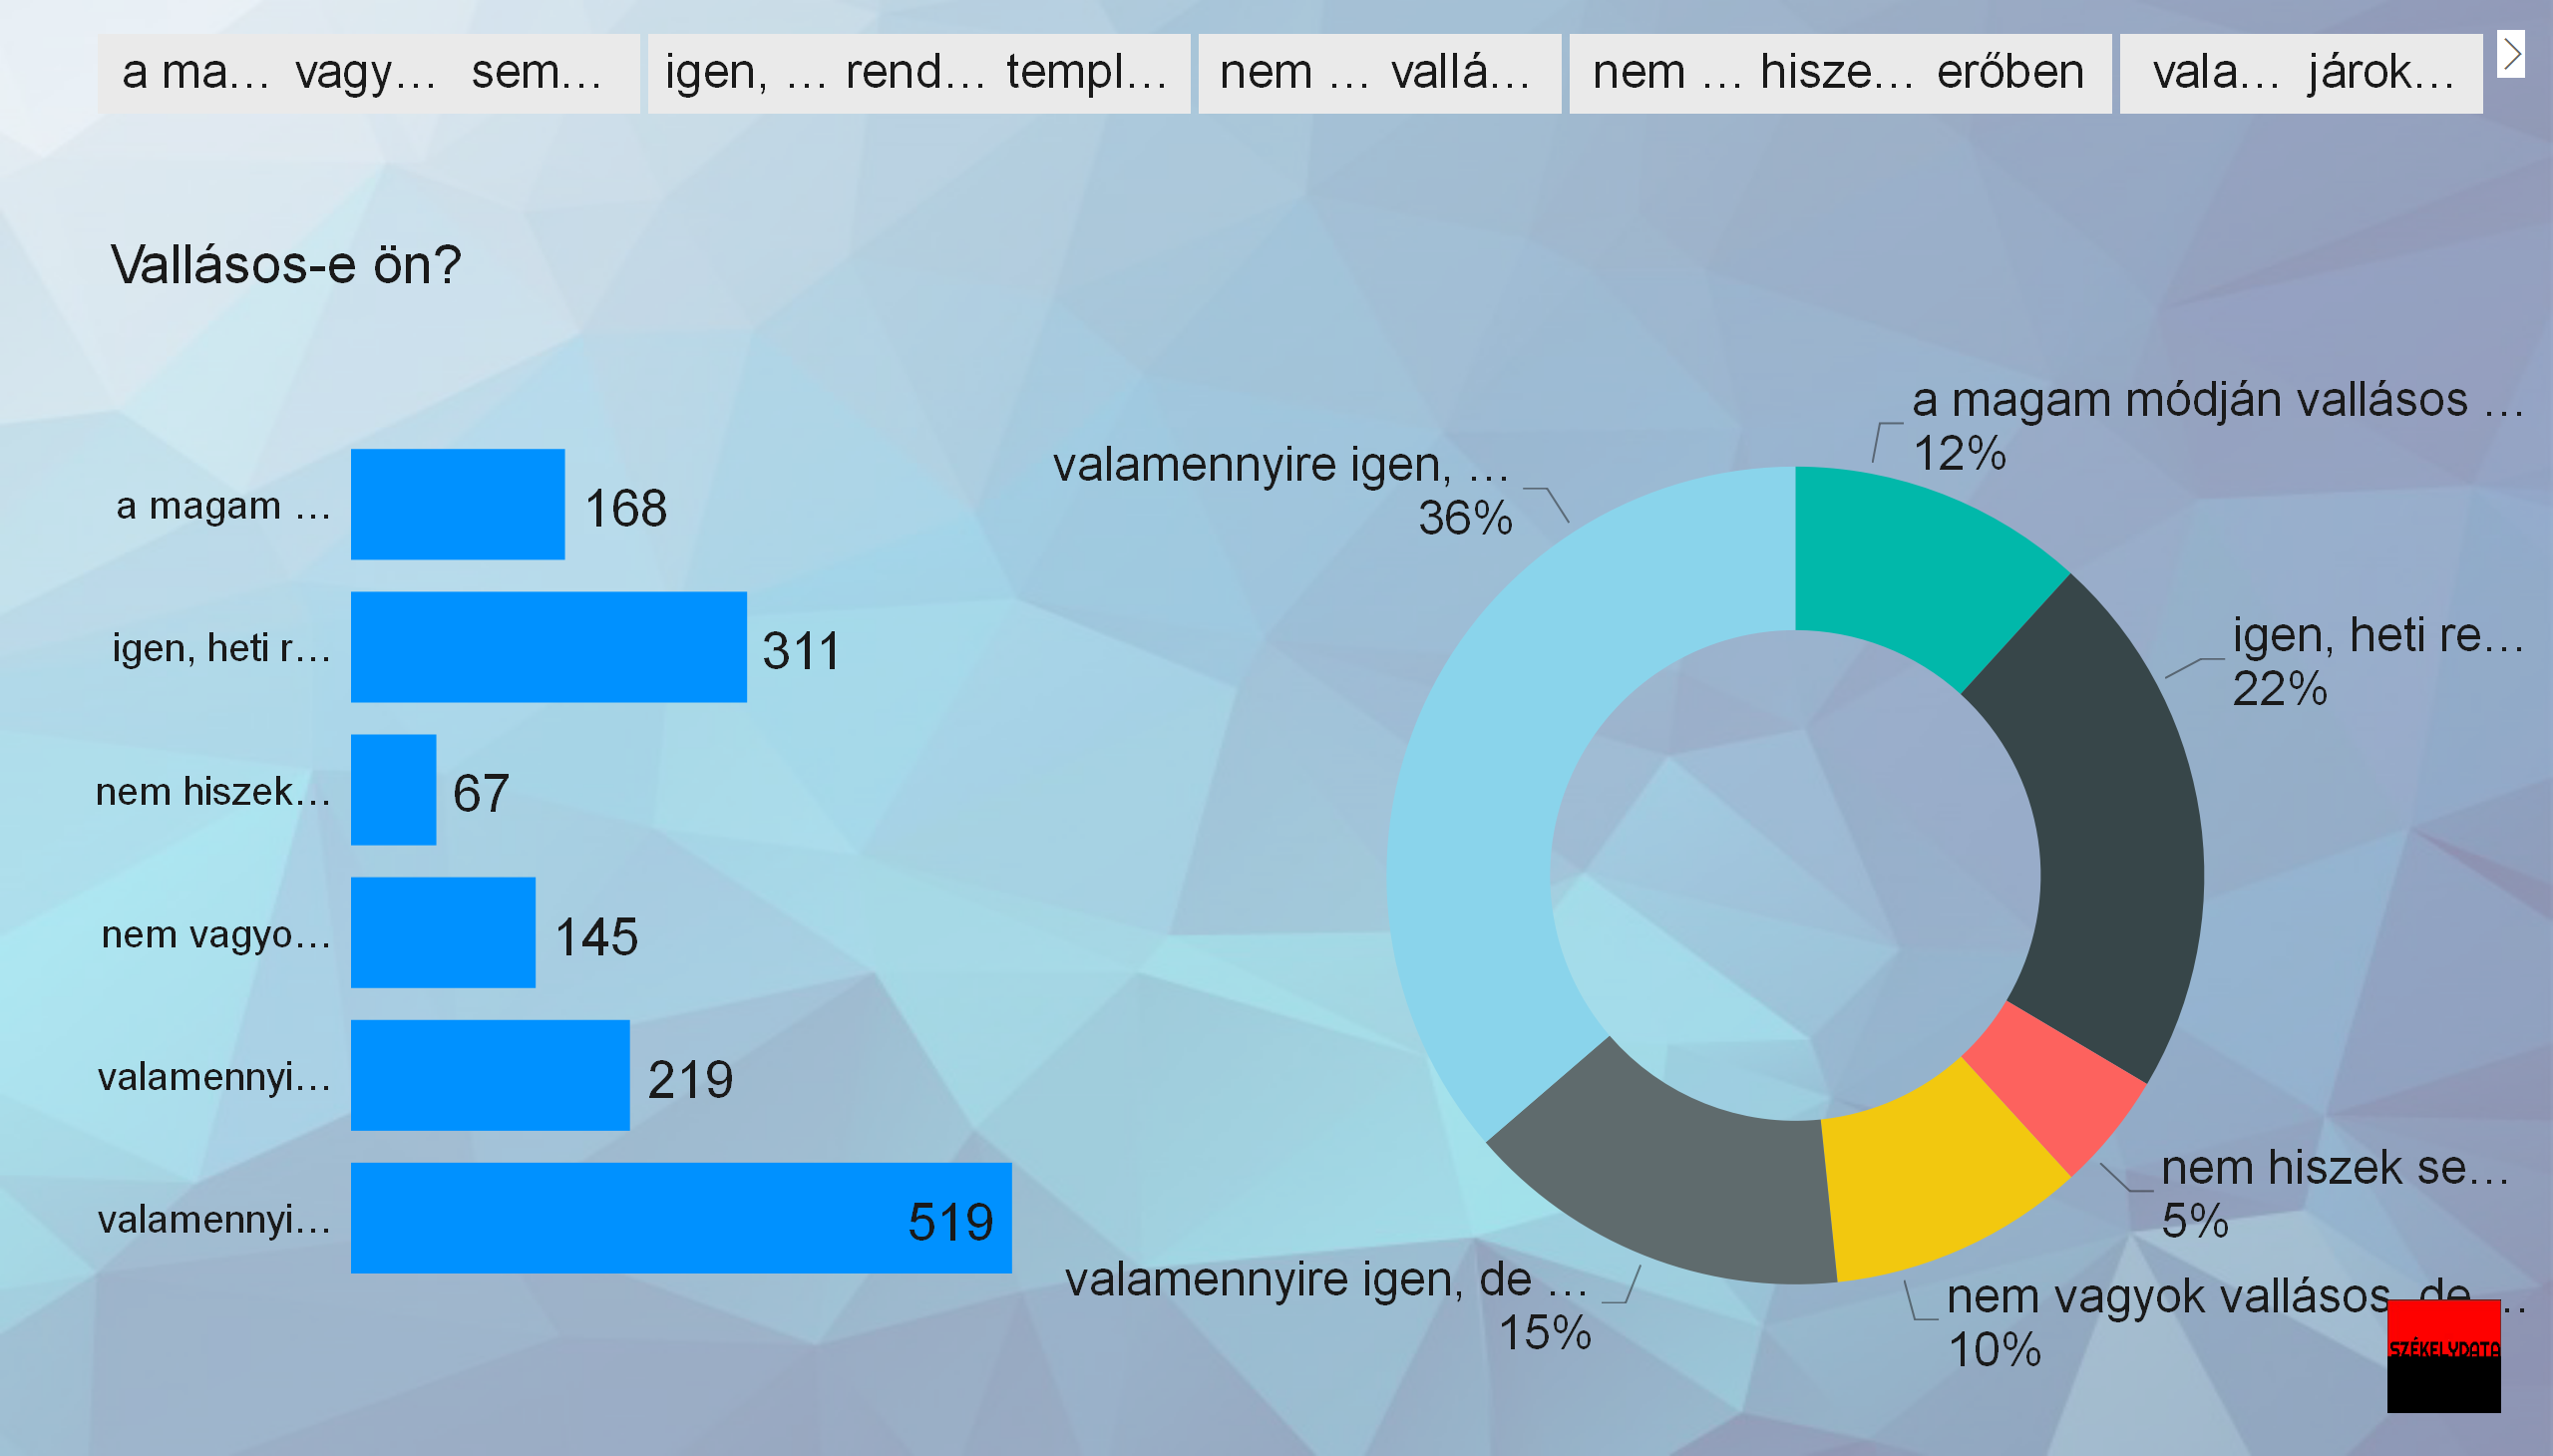 a ma… vagy… sem…
igen, … rend… templ…
nem … vallá…
nem … hisze… erőben
vala… járok…
Vallásos-e ön?
a magam …
168
igen, heti r…
311
nem hiszek…
67
nem vagyo…
145
valamennyi…
219
valamennyi…
519
a magam módján vallásos …
12%
igen, heti re…
22%
nem hiszek se…
5%
nem vagyok vallásos, de …
10%
valamennyire igen, de …
15%
valamennyire igen, …
36%
SZÉKELYDATA